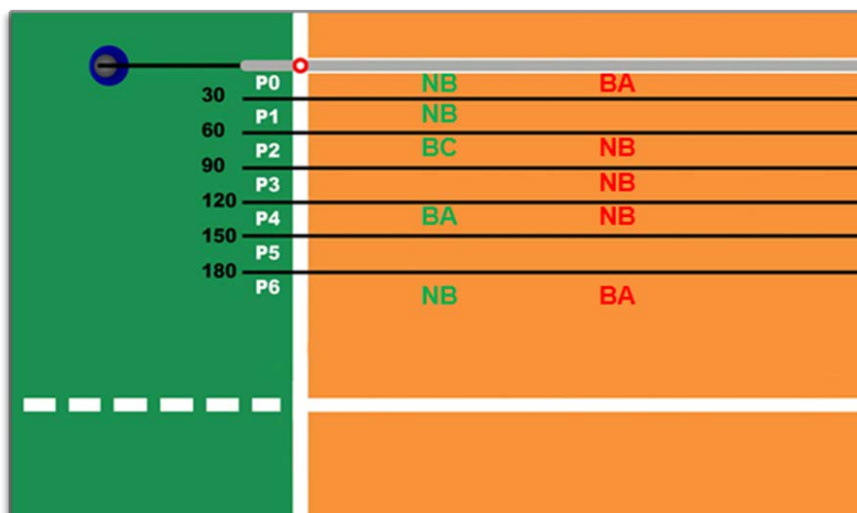 P0 NB BA
30
P1 NB
60
P2 BC NB
90
P3 NB
120
P4 BA NB
150
P5
180
P6 NB BA